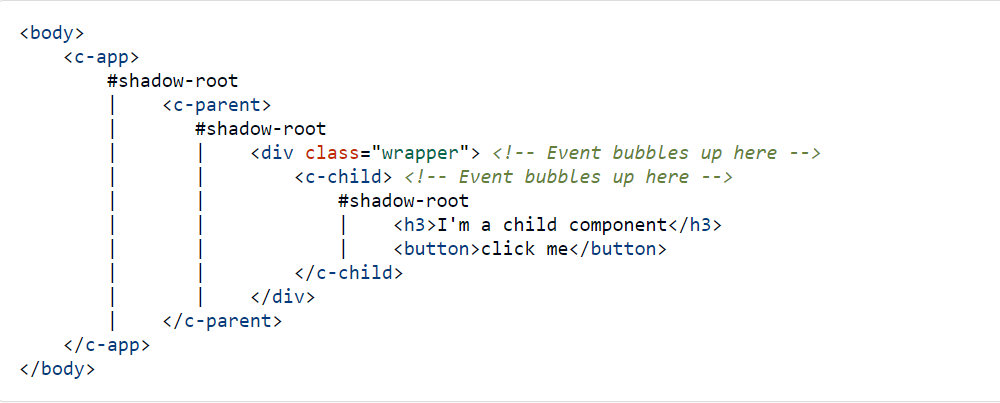 <body>
    <c-app>
        #shadow-root
        |    <c-parent>
        |       #shadow-root
        |       |    <div class="wrapper"> <!-- Event bubbles up here -->
        |       |        <c-child> <!-- Event bubbles up here -->
        |       |            #shadow-root
        |       |            |    <h3>I'm a child component</h3>
        |       |            |    <button>click me</button>
        |       |        </c-child>
        |       |    </div>
        |    </c-parent>
    </c-app>
</body>